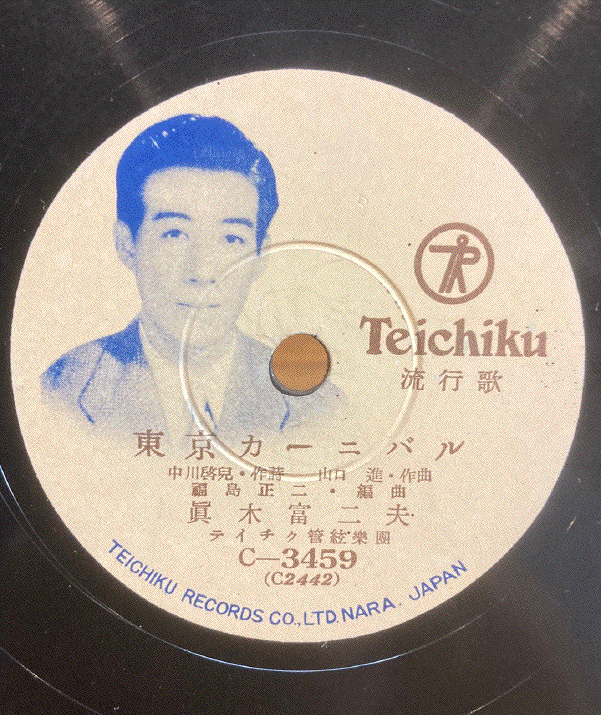 Teichiku
流行歌
東京カーニバル
中川啓兒・作詩 山口 進・作曲
福島正二・編曲
眞木富二夫
テイチク管絃樂團
C—3459
(C2442)
TEICHIKU RECORDS CO.,LTD. NARA. JAPAN